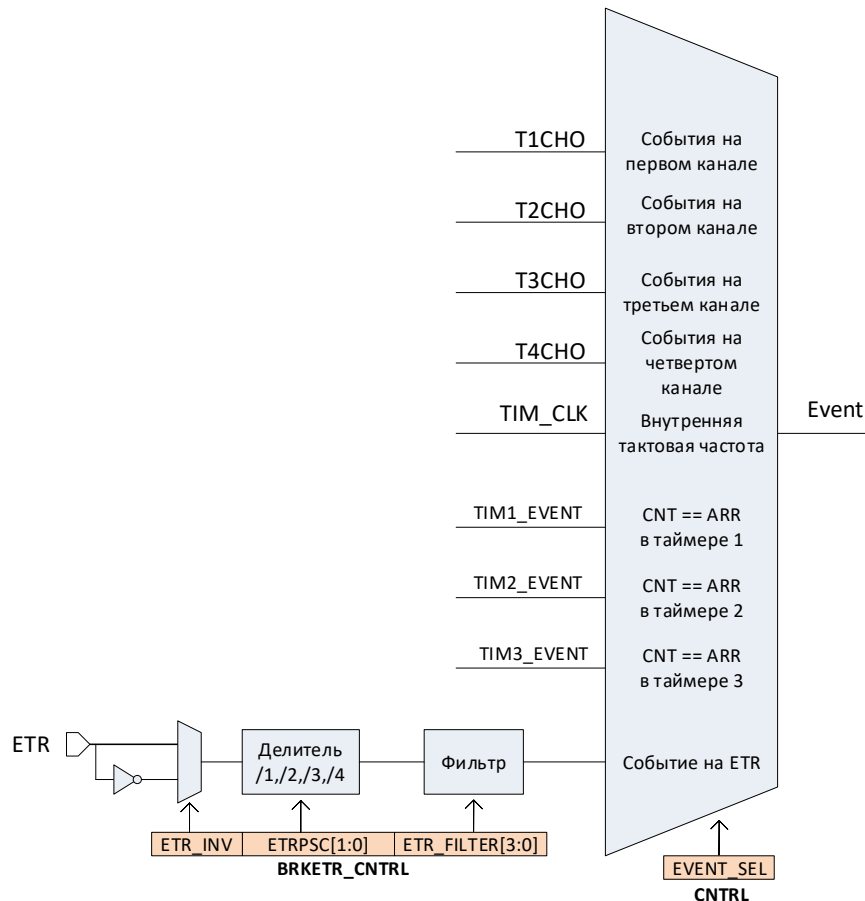 T1CHO
События на
первом канале
T2CHO
События на
втором канале
T3CHO
События на
третьем канале
T4CHO
События на
четвертом
канале
TIM_CLK
Внутренняя
тактовая частота
Event
TIM1_EVENT
CNT == ARR
в таймере 1
TIM2_EVENT
CNT == ARR
в таймере 2
TIM3_EVENT
CNT == ARR
в таймере 3
ETR
Делитель
/1,/2,/3,/4
Фильтр
Событие на ETR
ETR_INV
ETRPSC[1:0]
ETR_FILTER[3:0]
BRKETR_CNTRL
EVENT_SEL
CNTRL